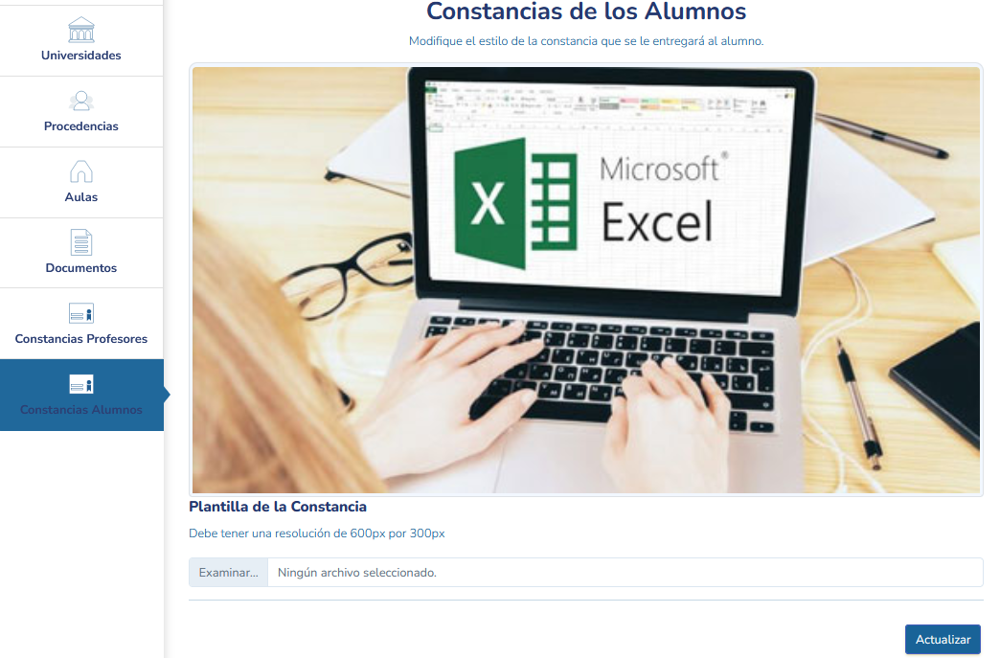 Universidades
Procedencias
Aulas
Documentos
Constancias Profesores
Constancias Alumnos
Constancias de los Alumnos
Modifique el estilo de la constancia que se le entregará al alumno.
Microsoft®
Excel
Plantilla de la Constancia
Debe tener una resolución de 600px por 300px
Examinar... Ningún archivo seleccionado.
Actualizar